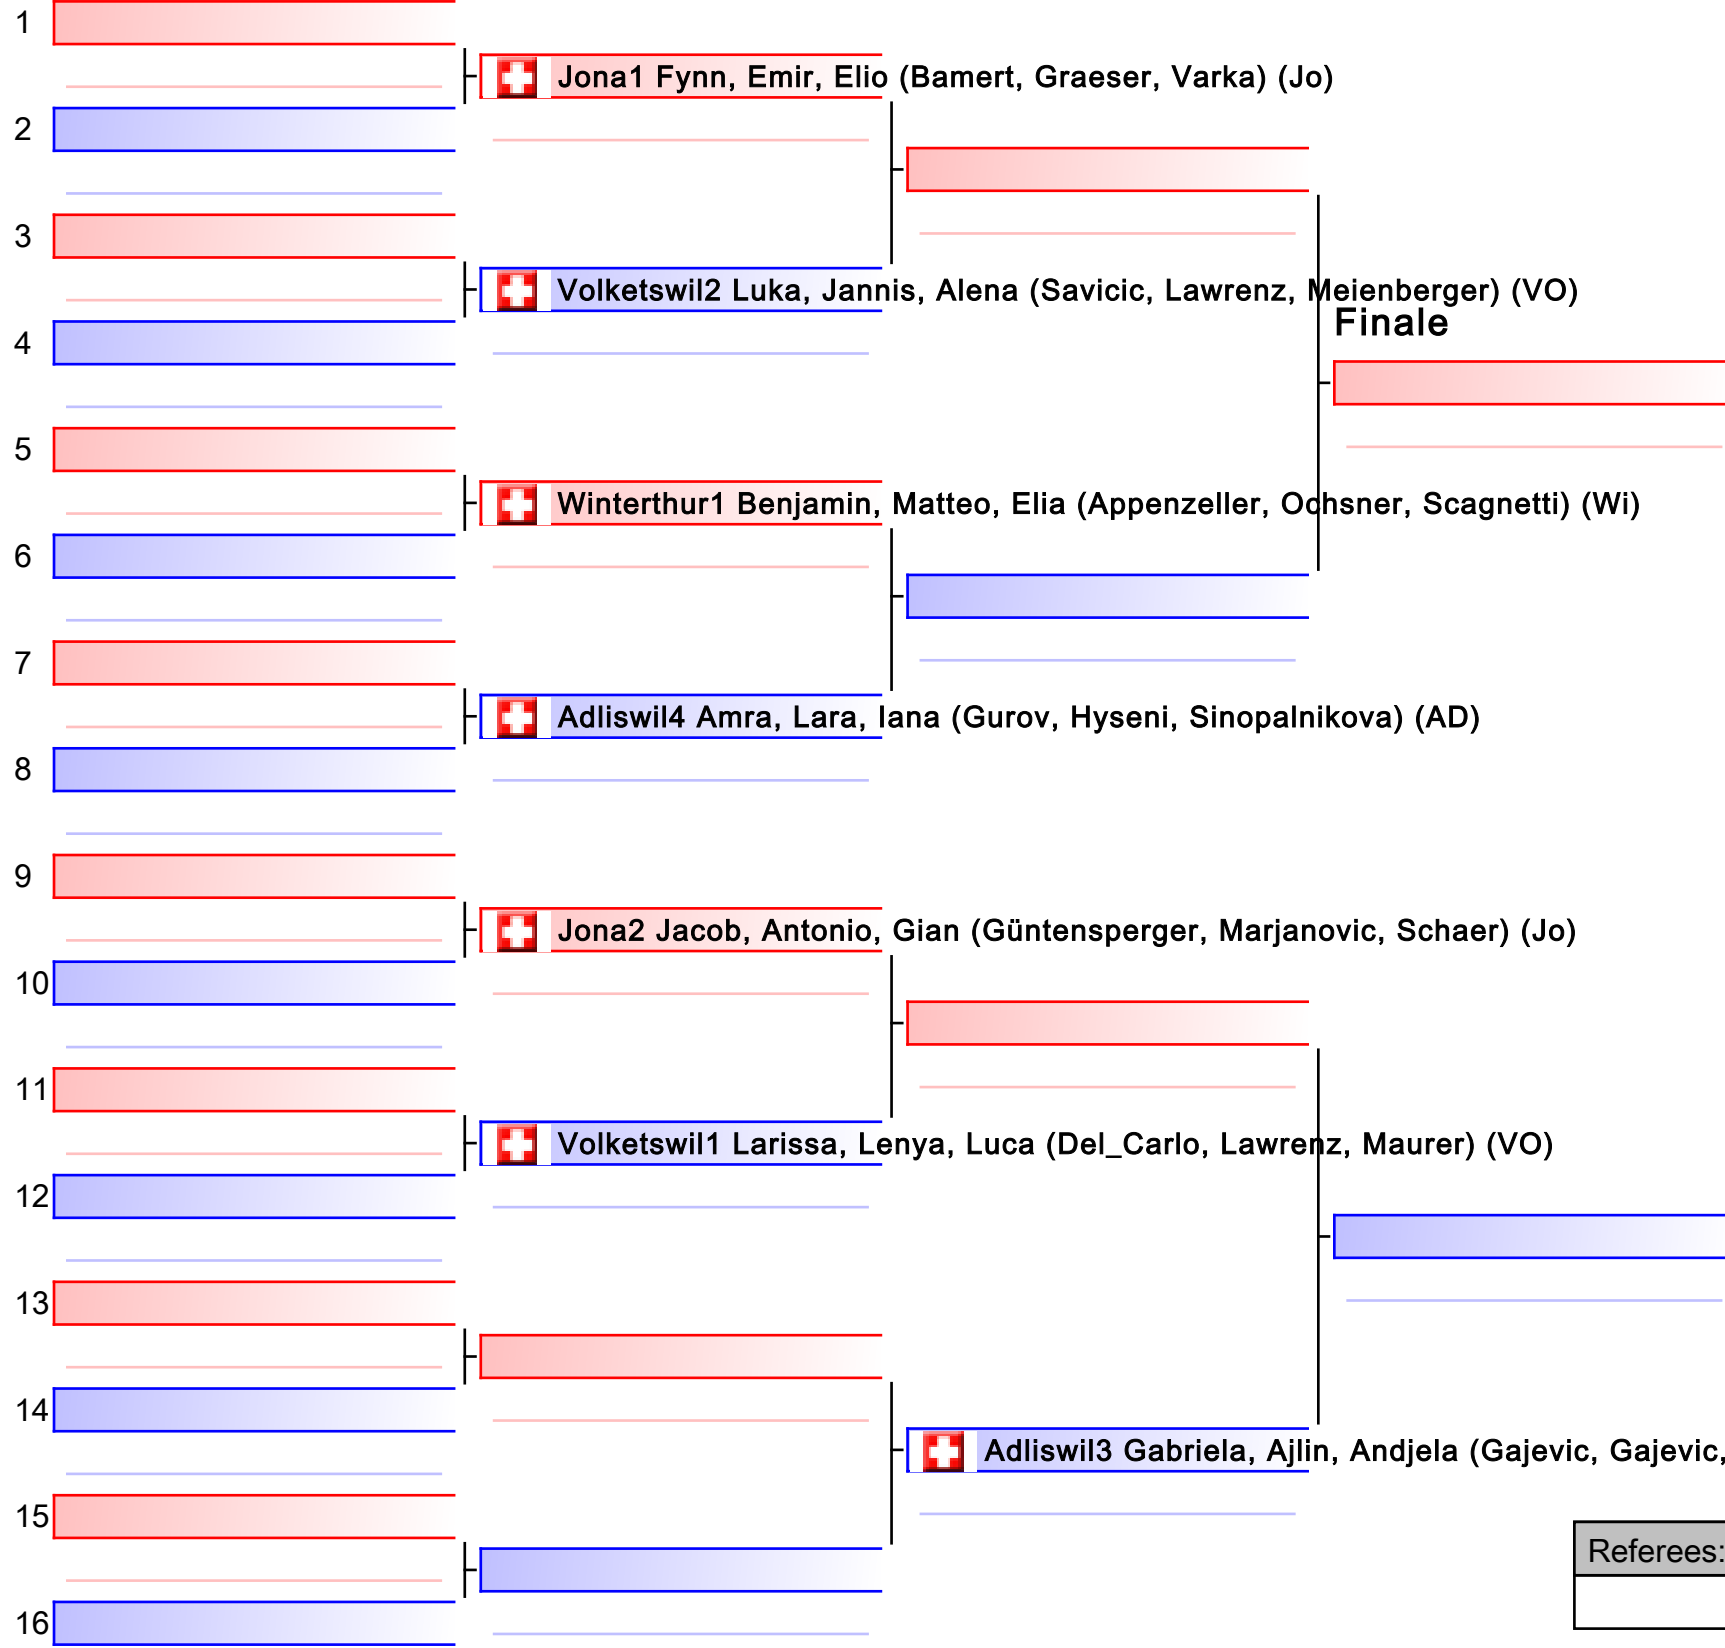 1
Jona1 Fynn, Emir, Elio (Bamert, Graeser, Varka) (Jo)
2
3
Volketswil2 Luka, Jannis, Alena (Savicic, Lawrenz, Meienberger) (VO)
Finale
4
5
Winterthur1 Benjamin, Matteo, Elia (Appenzeller, Ochsner, Scagnetti) (Wi)
6
7
Adliswil4 Amra, Lara, Iana (Gurov, Hyseni, Sinopalnikova) (AD)
8
9
Jona2 Jacob, Antonio, Gian (Güntensperger, Marjanovic, Schaer) (Jo)
10
11
Volketswil1 Larissa, Lenya, Luca (Del_Carlo, Lawrenz, Maurer) (VO)
12
13
14
Adliswil3 Gabriela, Ajlin, Andjela (Gajevic, Gajevic,
15
Referees:
16